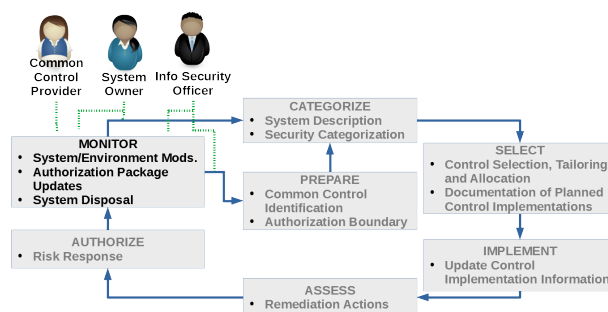 Common
Control
Provider
System
Owner
Info Security
Officer
CATEGORIZE
• System Description
• Security Categorization
MONITOR
• System/Environment Mods.
• Authorization Package
Updates
• System Disposal
PREPARE
• Common Control
Identification
• Authorization Boundary
SELECT
• Control Selection, Tailoring
and Allocation
• Documentation of Planned
Control Implementations
AUTHORIZE
• Risk Response
IMPLEMENT
• Update Control
Implementation Information
ASSESS
• Remediation Actions